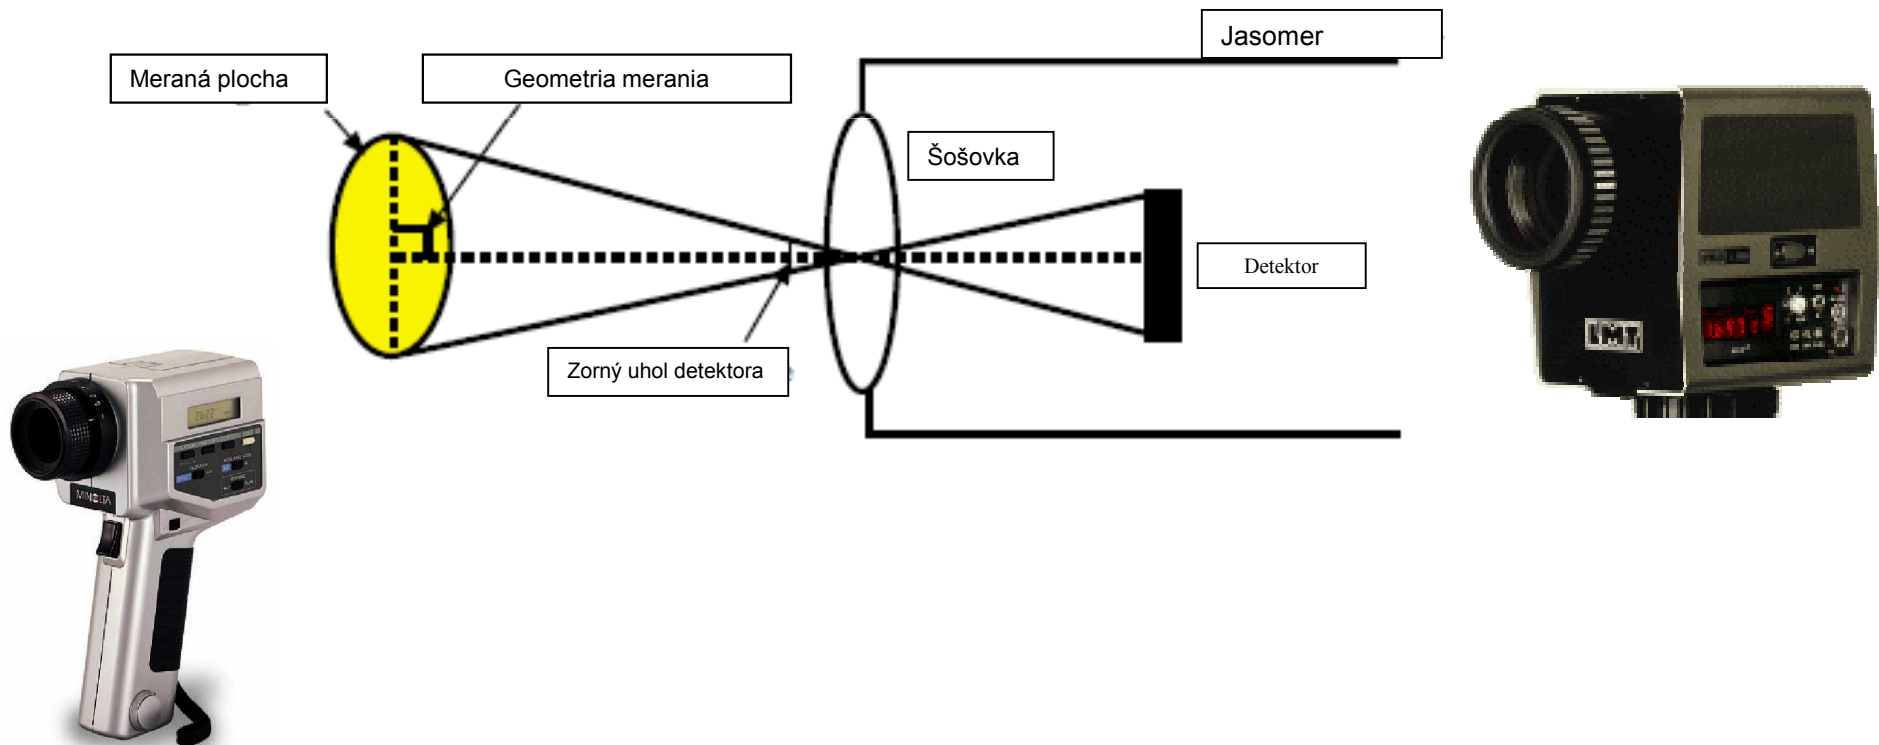 Jasomer
Meraná plocha
Geometria merania
Šošovka
Detektor
Zorný uhol detektora
LMT
MINOLTA